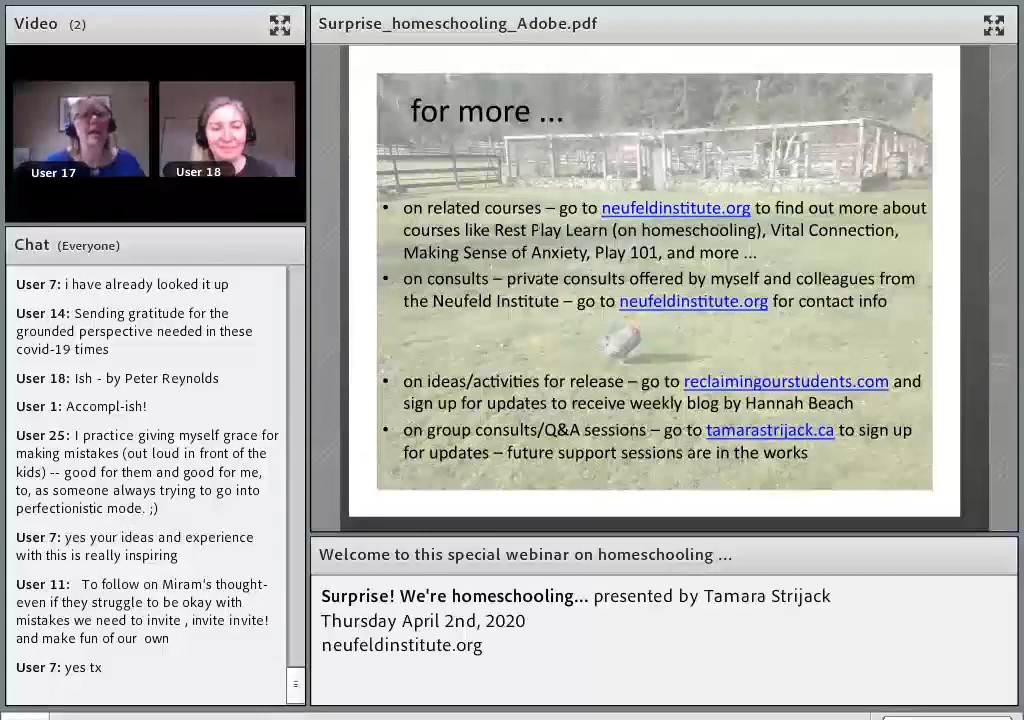 Video (2)
User 17
User 18
Chat (Everyone)
User 7: i have already looked it up
User 14: Sending gratitude for the
grounded perspective needed in these
covid-19 times
User 18: Ish - by Peter Reynolds
User 1: Accompl-ish!
User 25: I practice giving myself grace for
making mistakes (out loud in front of the
kids) -- good for them and good for me,
to, as someone always trying to go into
perfectionistic mode. ;)
User 7: yes your ideas and experience
with this is really inspiring
User 11: To follow on Miram's thought-
even if they struggle to be okay with
mistakes we need to invite , invite invite!
and make fun of our own
User 7: yes tx
Surprise_homeschooling_Adobe.pdf
for more ...
• on related courses – go to neufeldinstitute.org to find out more about
courses like Rest Play Learn (on homeschooling), Vital Connection,
Making Sense of Anxiety, Play 101, and more ...
• on consults – private consults offered by myself and colleagues from
the Neufeld Institute – go to neufeldinstitute.org for contact info
• on ideas/activities for release – go to reclaimingourstudents.com and
sign up for updates to receive weekly blog by Hannah Beach
• on group consults/Q&A sessions – go to tamarastrijack.ca to sign up
for updates – future support sessions are in the works
Welcome to this special webinar on homeschooling ...
Surprise! We're homeschooling... presented by Tamara Strijack
Thursday April 2nd, 2020
neufeldinstitute.org